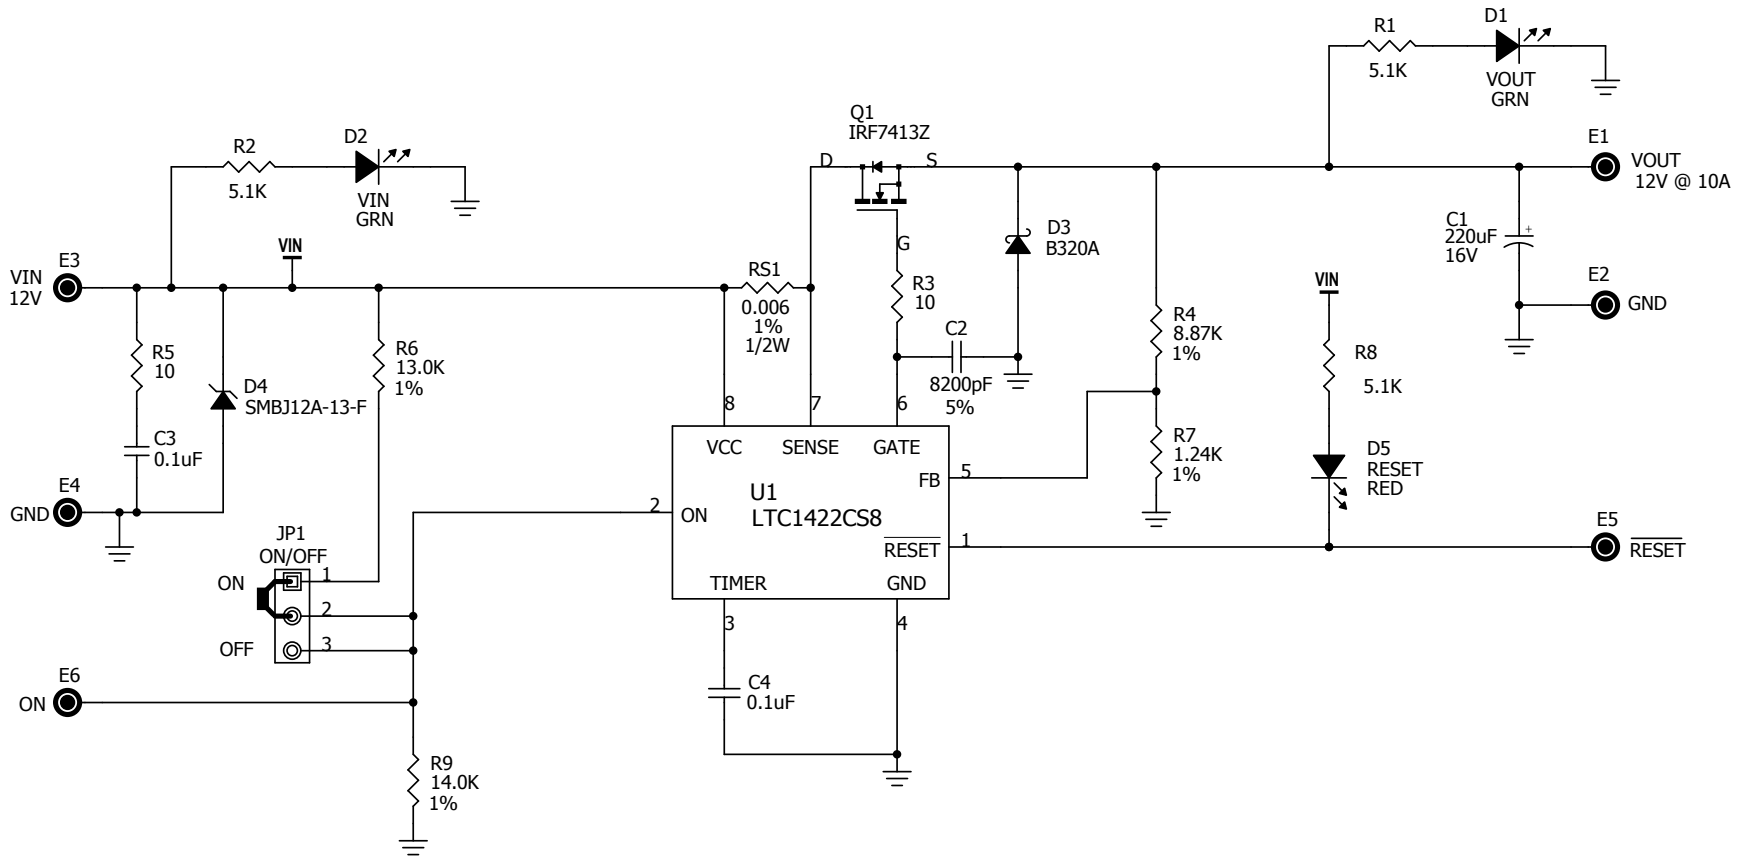 R1
5.1K
D1
VOUT
GRN
Q1
IRF7413Z
D
S
G
E1
VOUT
12V @ 10A
R2
5.1K
D2
VIN
GRN
D3
B320A
C1
220uF
16V
+
E3
VIN
12V
VIN
RS1
0.006
1%
1/2W
R3
10
E2
GND
VIN
R4
8.87K
1%
R5
10
R6
13.0K
1%
C2
8200pF
5%
R8
5.1K
D4
SMBJ12A-13-F
8
7
6
C3
0.1uF
VCC
SENSE
GATE
R7
1.24K
1%
D5
RESET
RED
FB
5
E4
GND
2
ON
U1
LTC1422CS8
E5
RESET
RESET
1
JP1
ON/OFF
ON
1
2
OFF
3
TIMER
GND
3
4
E6
ON
C4
0.1uF
R9
14.0K
1%